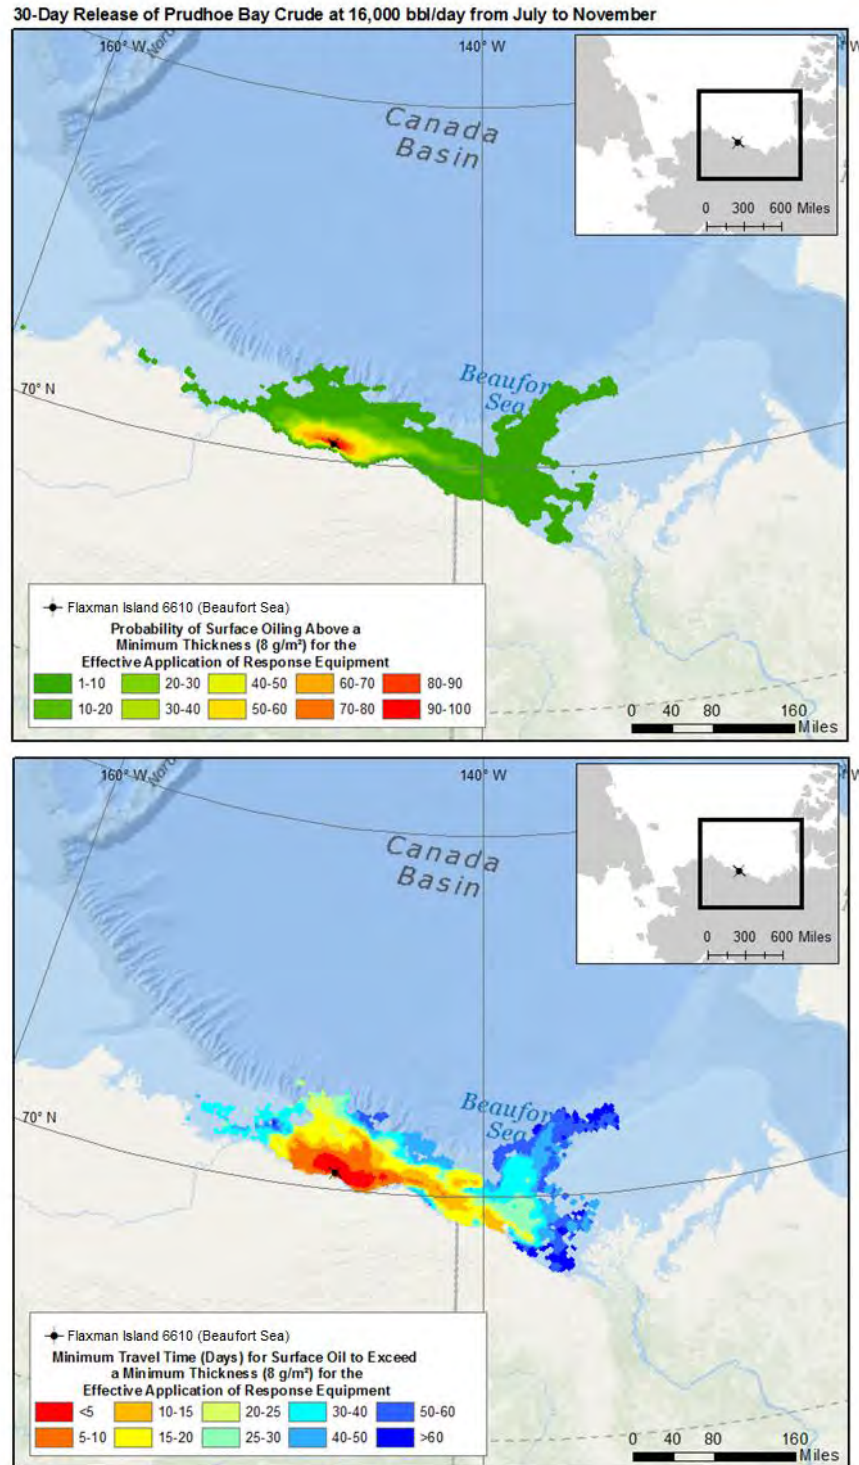 30-Day Release of Prudhoe Bay Crude at 16,000 bbl/day from July to November
160° W
140° W
W
Nor
Canada
Basin
0 300 600 Miles
70° N
Beaufor
Sea
Flaxman Island 6610 (Beaufort Sea)
Probability of Surface Oiling Above a
Minimum Thickness (8 g/m²) for the
Effective Application of Response Equipment
1-10 20-30 40-50 60-70 80-90
10-20 30-40 50-60 70-80 90-100
0 40 80 160
Miles
160° W
140° W
W
Nor
Canada
Basin
0 300 600 Miles
70° N
Beaufor
Sea
Flaxman Island 6610 (Beaufort Sea)
Minimum Travel Time (Days) for Surface Oil to Exceed
a Minimum Thickness (8 g/m²) for the
Effective Application of Response Equipment
<5 10-15 20-25 30-40 50-60
5-10 15-20 25-30 40-50 >60
0 40 80 160
Miles